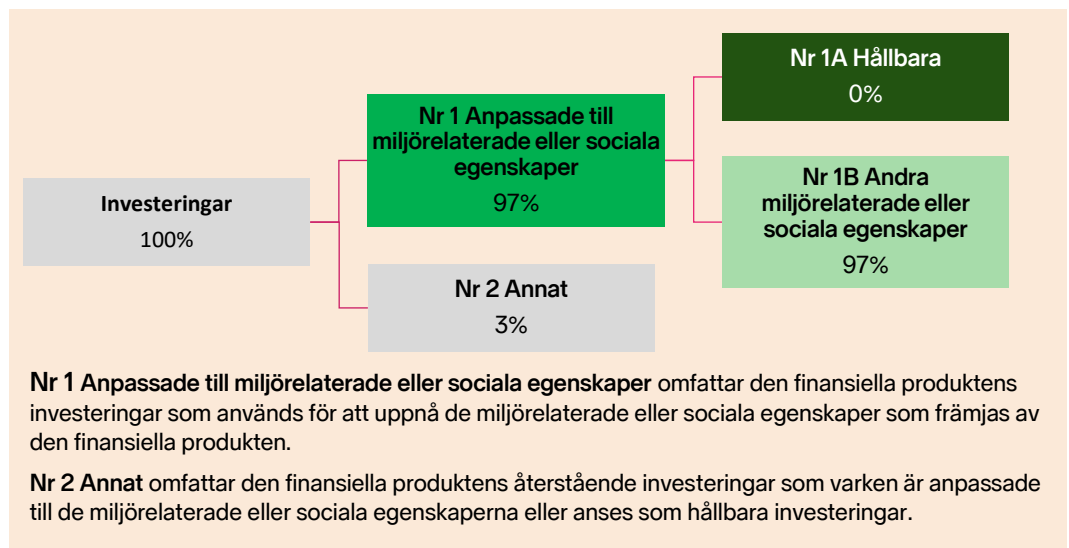 Investeringar
100%
Nr 1 Anpassade till
miljörelaterade eller sociala
egenskaper
97%
Nr 2 Annat
3%
Nr 1A Hållbara
0%
Nr 1B Andra
miljörelaterade eller
sociala egenskaper
97%
Nr 1 Anpassade till miljörelaterade eller sociala egenskaper omfattar den finansiella produktens
investeringar som används för att uppnå de miljörelaterade eller sociala egenskaper som främjas av
den finansiella produkten.
Nr 2 Annat omfattar den finansiella produktens återstående investeringar som varken är anpassade
till de miljörelaterade eller sociala egenskaperna eller anses som hållbara investeringar.